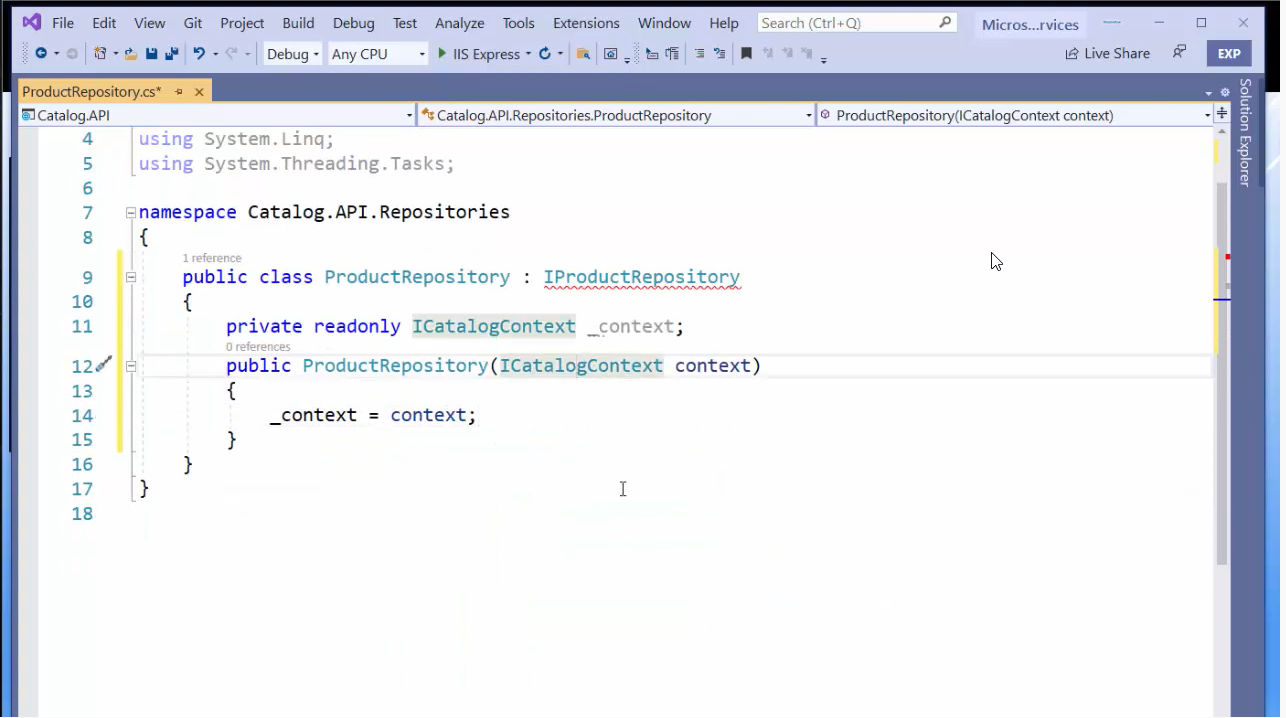 File Edit View Git Project Build Debug Test Analyze Tools Extensions Window Help Search (Ctrl+Q) Micros...rvices
Debug Any CPU IIS Express Live Share EXP
ProductRepository.cs*
Catalog.API Catalog.API.Repositories.ProductRepository ProductRepository(ICatalogContext context)
Solution Explorer
4 using System.Linq;
5 using System.Threading.Tasks;
6
7 namespace Catalog.API.Repositories
8 {
1 reference
9 public class ProductRepository : IProductRepository
10 {
11 private readonly ICatalogContext _context;
0 references
12 public ProductRepository(ICatalogContext context)
13 {
14 _context = context;
15 }
16 }
17 }
18